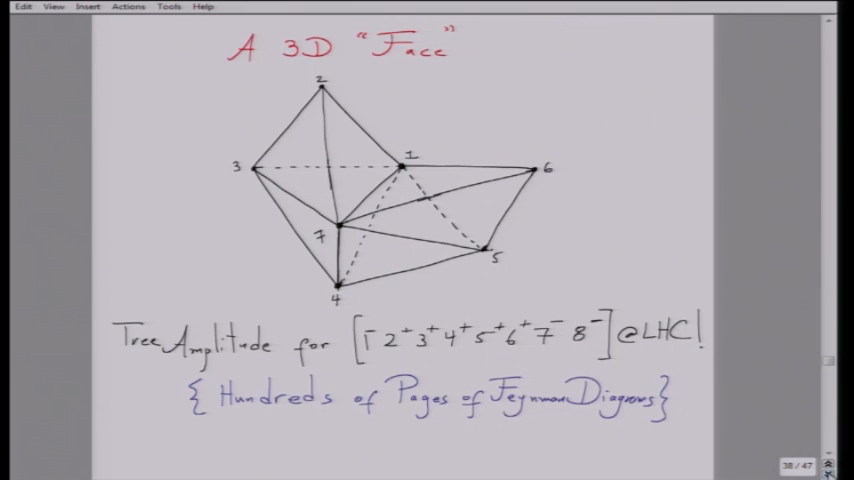 Edit View Insert Actions Tools Help
A 3D "Face"
2
3
1
6
7
5
4
Tree Amplitude for [1⁻ 2⁺ 3⁺ 4⁺ 5⁺ 6⁺ 7⁻ 8⁻] @LHC!
{Hundreds of Pages of Feynman Diagrams}
38 / 47